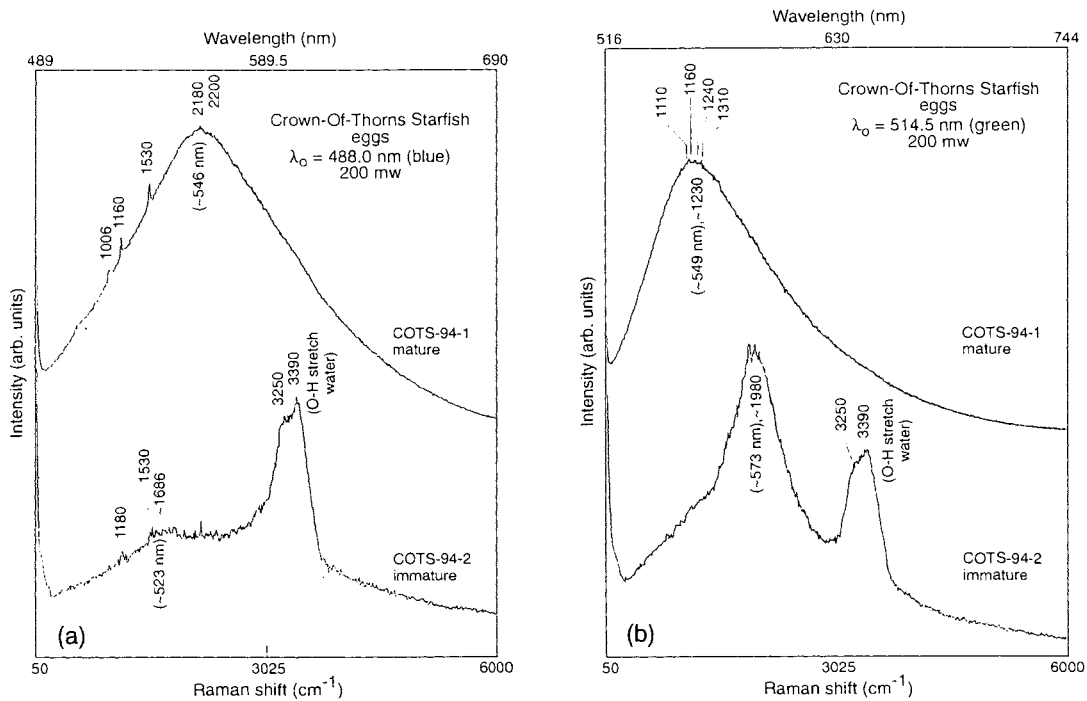 Wavelength (nm)
489
589.5
690
2180
2200
1530
1160
1006
(~546 nm)
Crown-Of-Thorns Starfish
eggs
λo = 488.0 nm (blue)
200 mw
COTS-94-1
mature
3250
3390
(O-H stretch
water)
1180
1530
~1686
(~523 nm)
COTS-94-2
immature
Intensity (arb. units)
(a)
50
3025
6000
Raman shift (cm-1)
Wavelength (nm)
516
630
744
1110
1160
1240
1310
(~549 nm),~1230
Crown-Of-Thorns Starfish
eggs
λo = 514.5 nm (green)
200 mw
COTS-94-1
mature
(~573 nm),~1980
3250
3390
(O-H stretch
water)
COTS-94-2
immature
Intensity (arb. units)
(b)
50
3025
6000
Raman shift (cm-1)